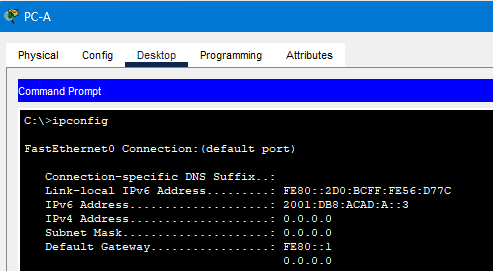 PC-A
Physical Config Desktop Programming Attributes
Command Prompt
C:\>ipconfig
FastEthernet0 Connection:(default port)
Connection-specific DNS Suffix..:
Link-local IPv6 Address.........: FE80::2D0:BCFF:FE56:D77C
IPv6 Address....................: 2001:DB8:ACAD:A::3
IPv4 Address....................: 0.0.0.0
Subnet Mask.....................: 0.0.0.0
Default Gateway.................: FE80::1
0.0.0.0